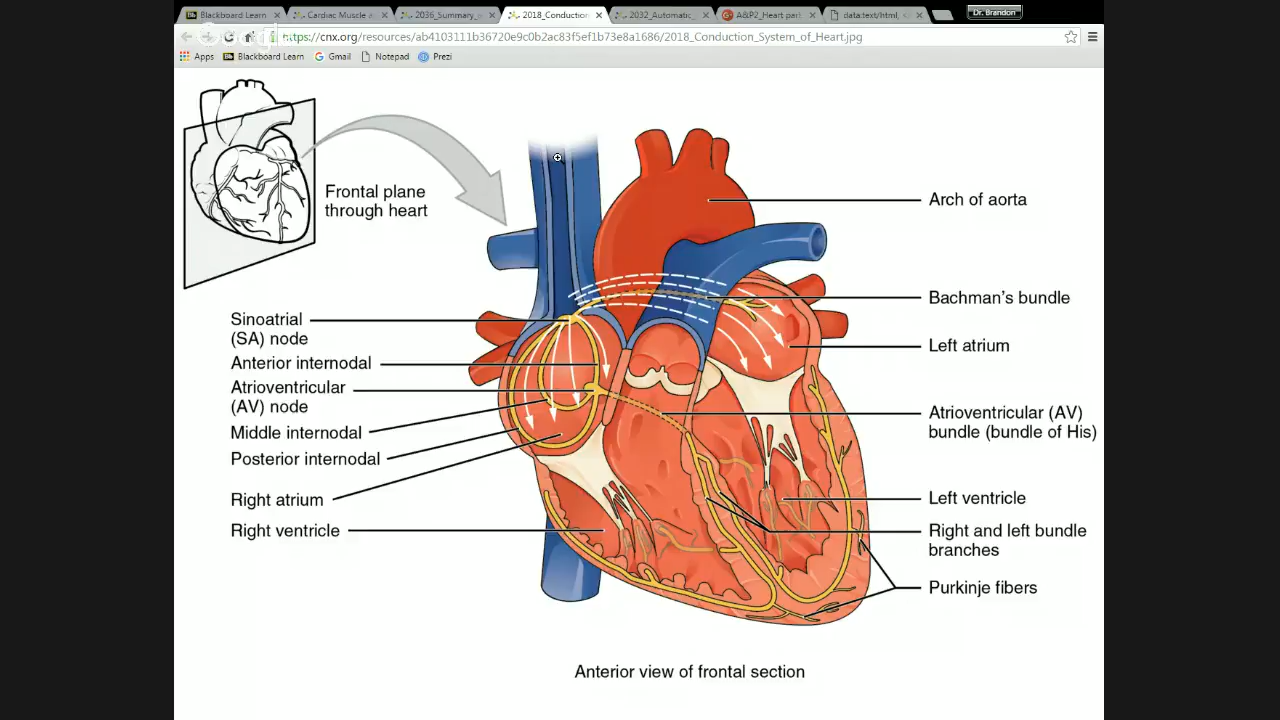 Blackboard Learn
Cardiac Muscle a
2036_Summary_o
2018_Conduction
2032_Automatic_
A&P2_Heart part
data:text/html, s
Dr. Brandon
https://cnx.org/resources/ab4103111b36720e9c0b2ac83f5ef1b73e8a1686/2018_Conduction_System_of_Heart.jpg
Apps
Blackboard Learn
Gmail
Notepad
Prezi
Frontal plane
through heart
Arch of aorta
Bachman's bundle
Sinoatrial
(SA) node
Left atrium
Anterior internodal
Atrioventricular
(AV) node
Atrioventricular (AV)
bundle (bundle of His)
Middle internodal
Posterior internodal
Right atrium
Left ventricle
Right ventricle
Right and left bundle
branches
Purkinje fibers
Anterior view of frontal section